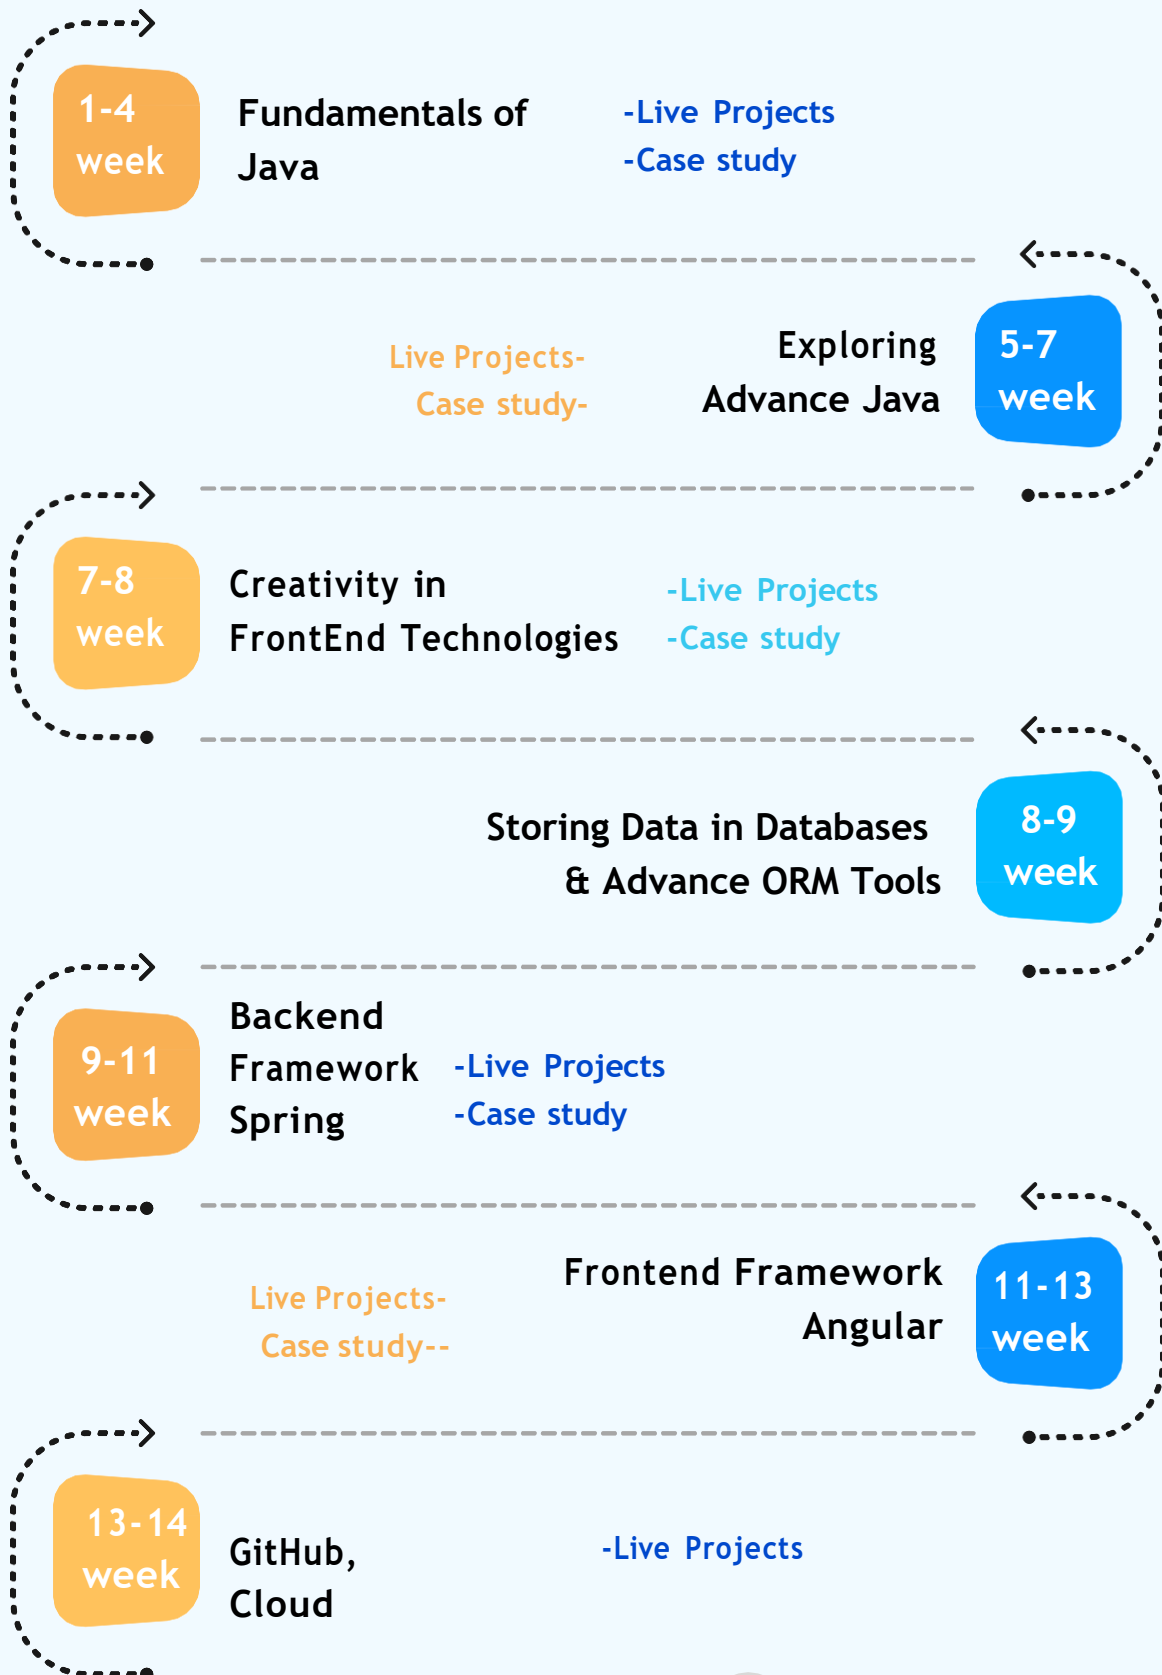 1-4
week
Fundamentals of
Java
-Live Projects
-Case study
Live Projects-
Case study-
Exploring
Advance Java
5-7
week
7-8
week
Creativity in
FrontEnd Technologies
-Live Projects
-Case study
Storing Data in Databases
& Advance ORM Tools
8-9
week
9-11
week
Backend
Framework
Spring
-Live Projects
-Case study
Live Projects-
Case study--
Frontend Framework
Angular
11-13
week
13-14
week
GitHub,
Cloud
-Live Projects